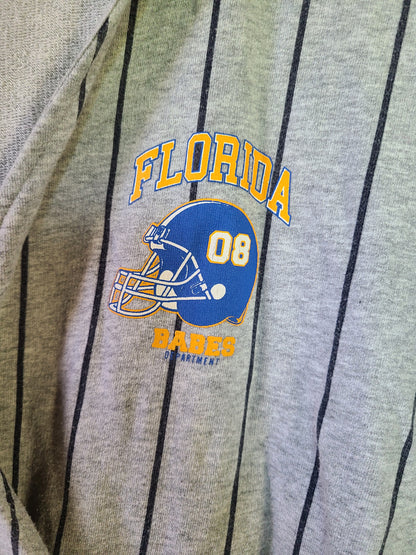 FLORIDA
08
BABES
DEPARTMENT